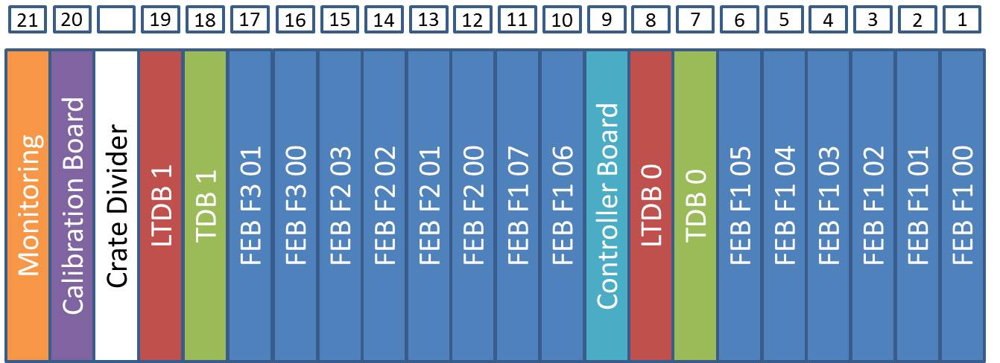 21 20 19 18 17 16 15 14 13 12 11 10 9 8 7 6 5 4 3 2 1
Monitoring
Calibration Board
Crate Divider
LTDB 1
TDB 1
FEB F3 01
FEB F3 00
FEB F2 03
FEB F2 02
FEB F2 01
FEB F2 00
FEB F1 07
FEB F1 06
Controller Board
LTDB 0
TDB 0
FEB F1 05
FEB F1 04
FEB F1 03
FEB F1 02
FEB F1 01
FEB F1 00